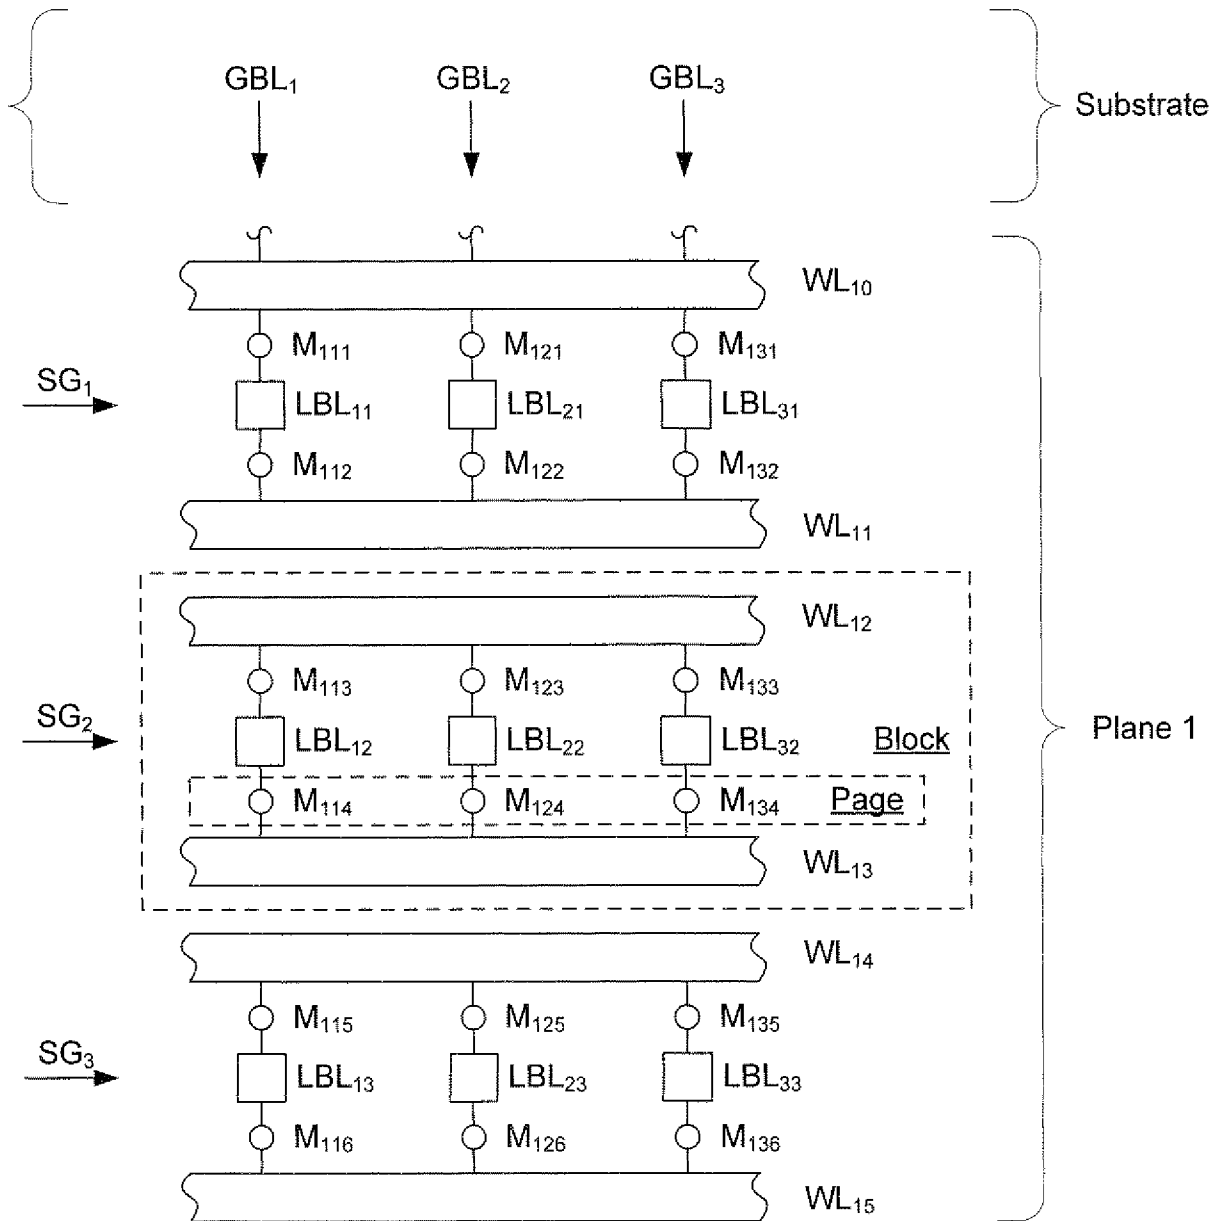 GBL₁ GBL₂ GBL₃
Substrate
WL₁₀
M₁₁₁ M₁₂₁ M₁₃₁
SG₁
LBL₁₁ LBL₂₁ LBL₃₁
M₁₁₂ M₁₂₂ M₁₃₂
WL₁₁
WL₁₂
M₁₁₃ M₁₂₃ M₁₃₃
SG₂
LBL₁₂ LBL₂₂ LBL₃₂ Block
Plane 1
M₁₁₄ M₁₂₄ M₁₃₄ Page
WL₁₃
WL₁₄
M₁₁₅ M₁₂₅ M₁₃₅
SG₃
LBL₁₃ LBL₂₃ LBL₃₃
M₁₁₆ M₁₂₆ M₁₃₆
WL₁₅